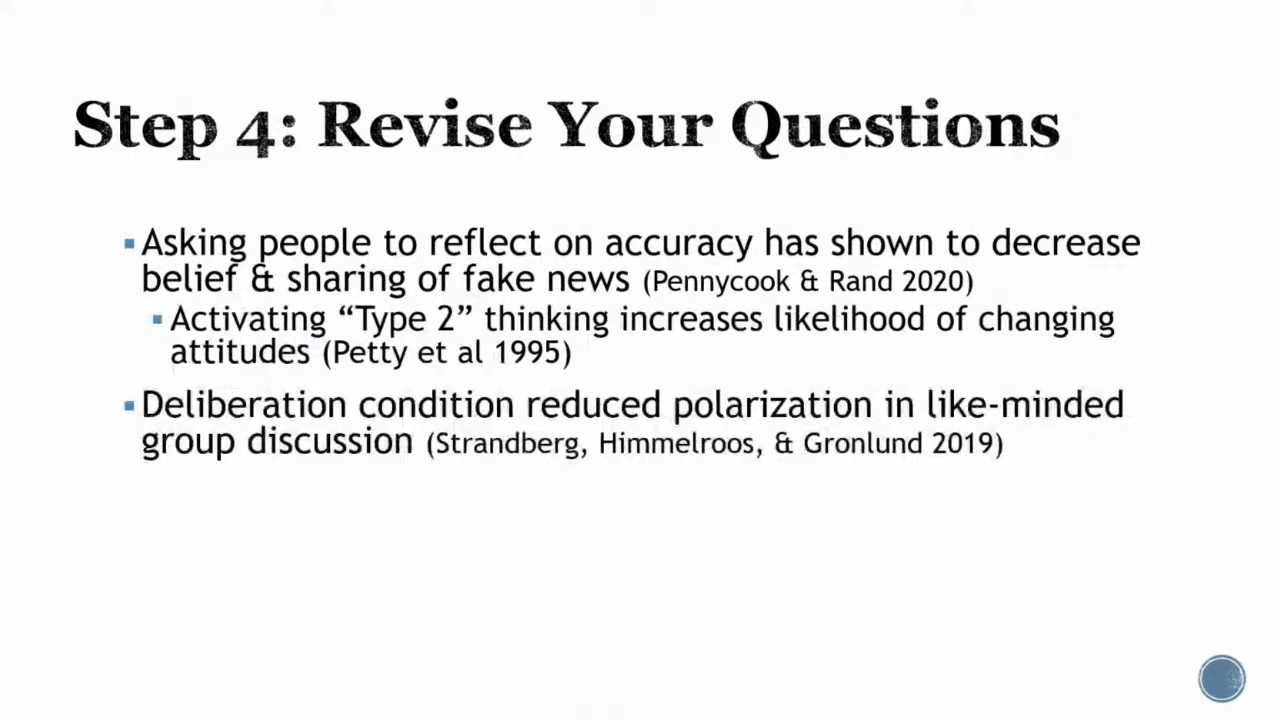 Step 4: Revise Your Questions
▪ Asking people to reflect on accuracy has shown to decrease
belief & sharing of fake news (Pennycook & Rand 2020)
▪ Activating “Type 2” thinking increases likelihood of changing
attitudes (Petty et al 1995)
▪ Deliberation condition reduced polarization in like-minded
group discussion (Strandberg, Himmelroos, & Gronlund 2019)